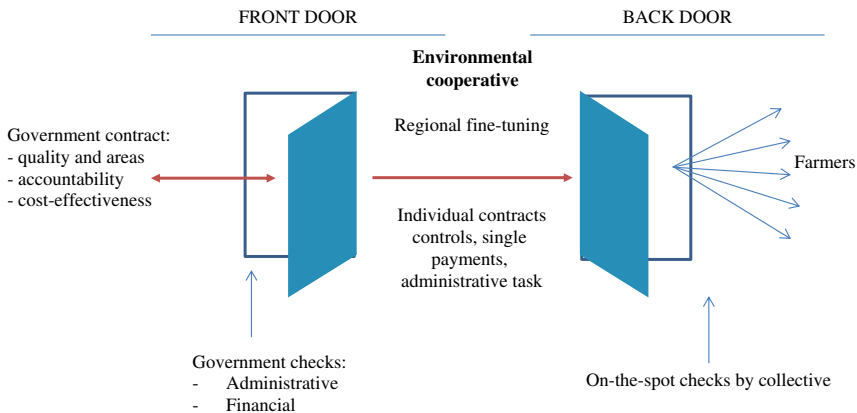 FRONT DOOR
BACK DOOR
Environmental
cooperative
Regional fine-tuning
Government contract:
- quality and areas
- accountability
- cost-effectiveness
Farmers
Individual contracts
controls, single
payments,
administrative task
Government checks:
- Administrative
- Financial
On-the-spot checks by collective